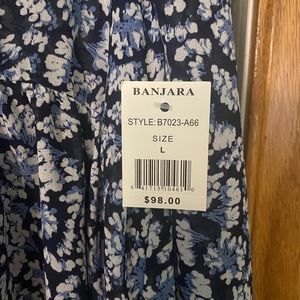 BANJARA
STYLE: B7023-A66
SIZE
L
$98.00